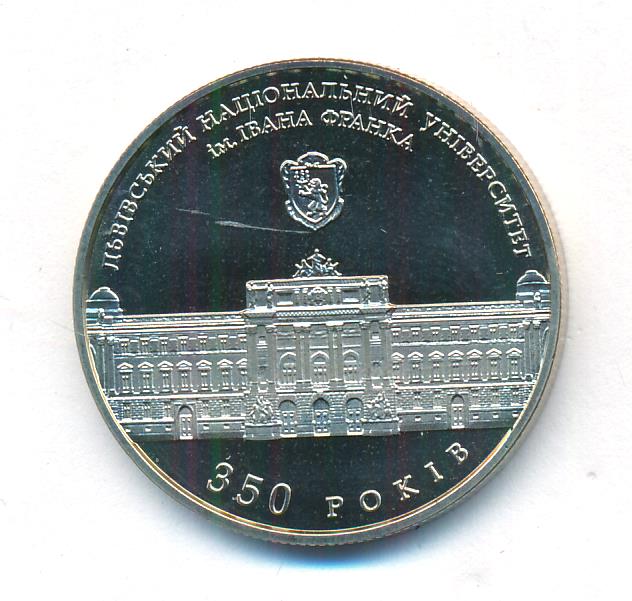 ЛЬВІВСЬКИЙ НАЦІОНАЛЬНИЙ УНІВЕРСИТЕТ
ім. ІВАНА ФРАНКА
350 РОКІВ